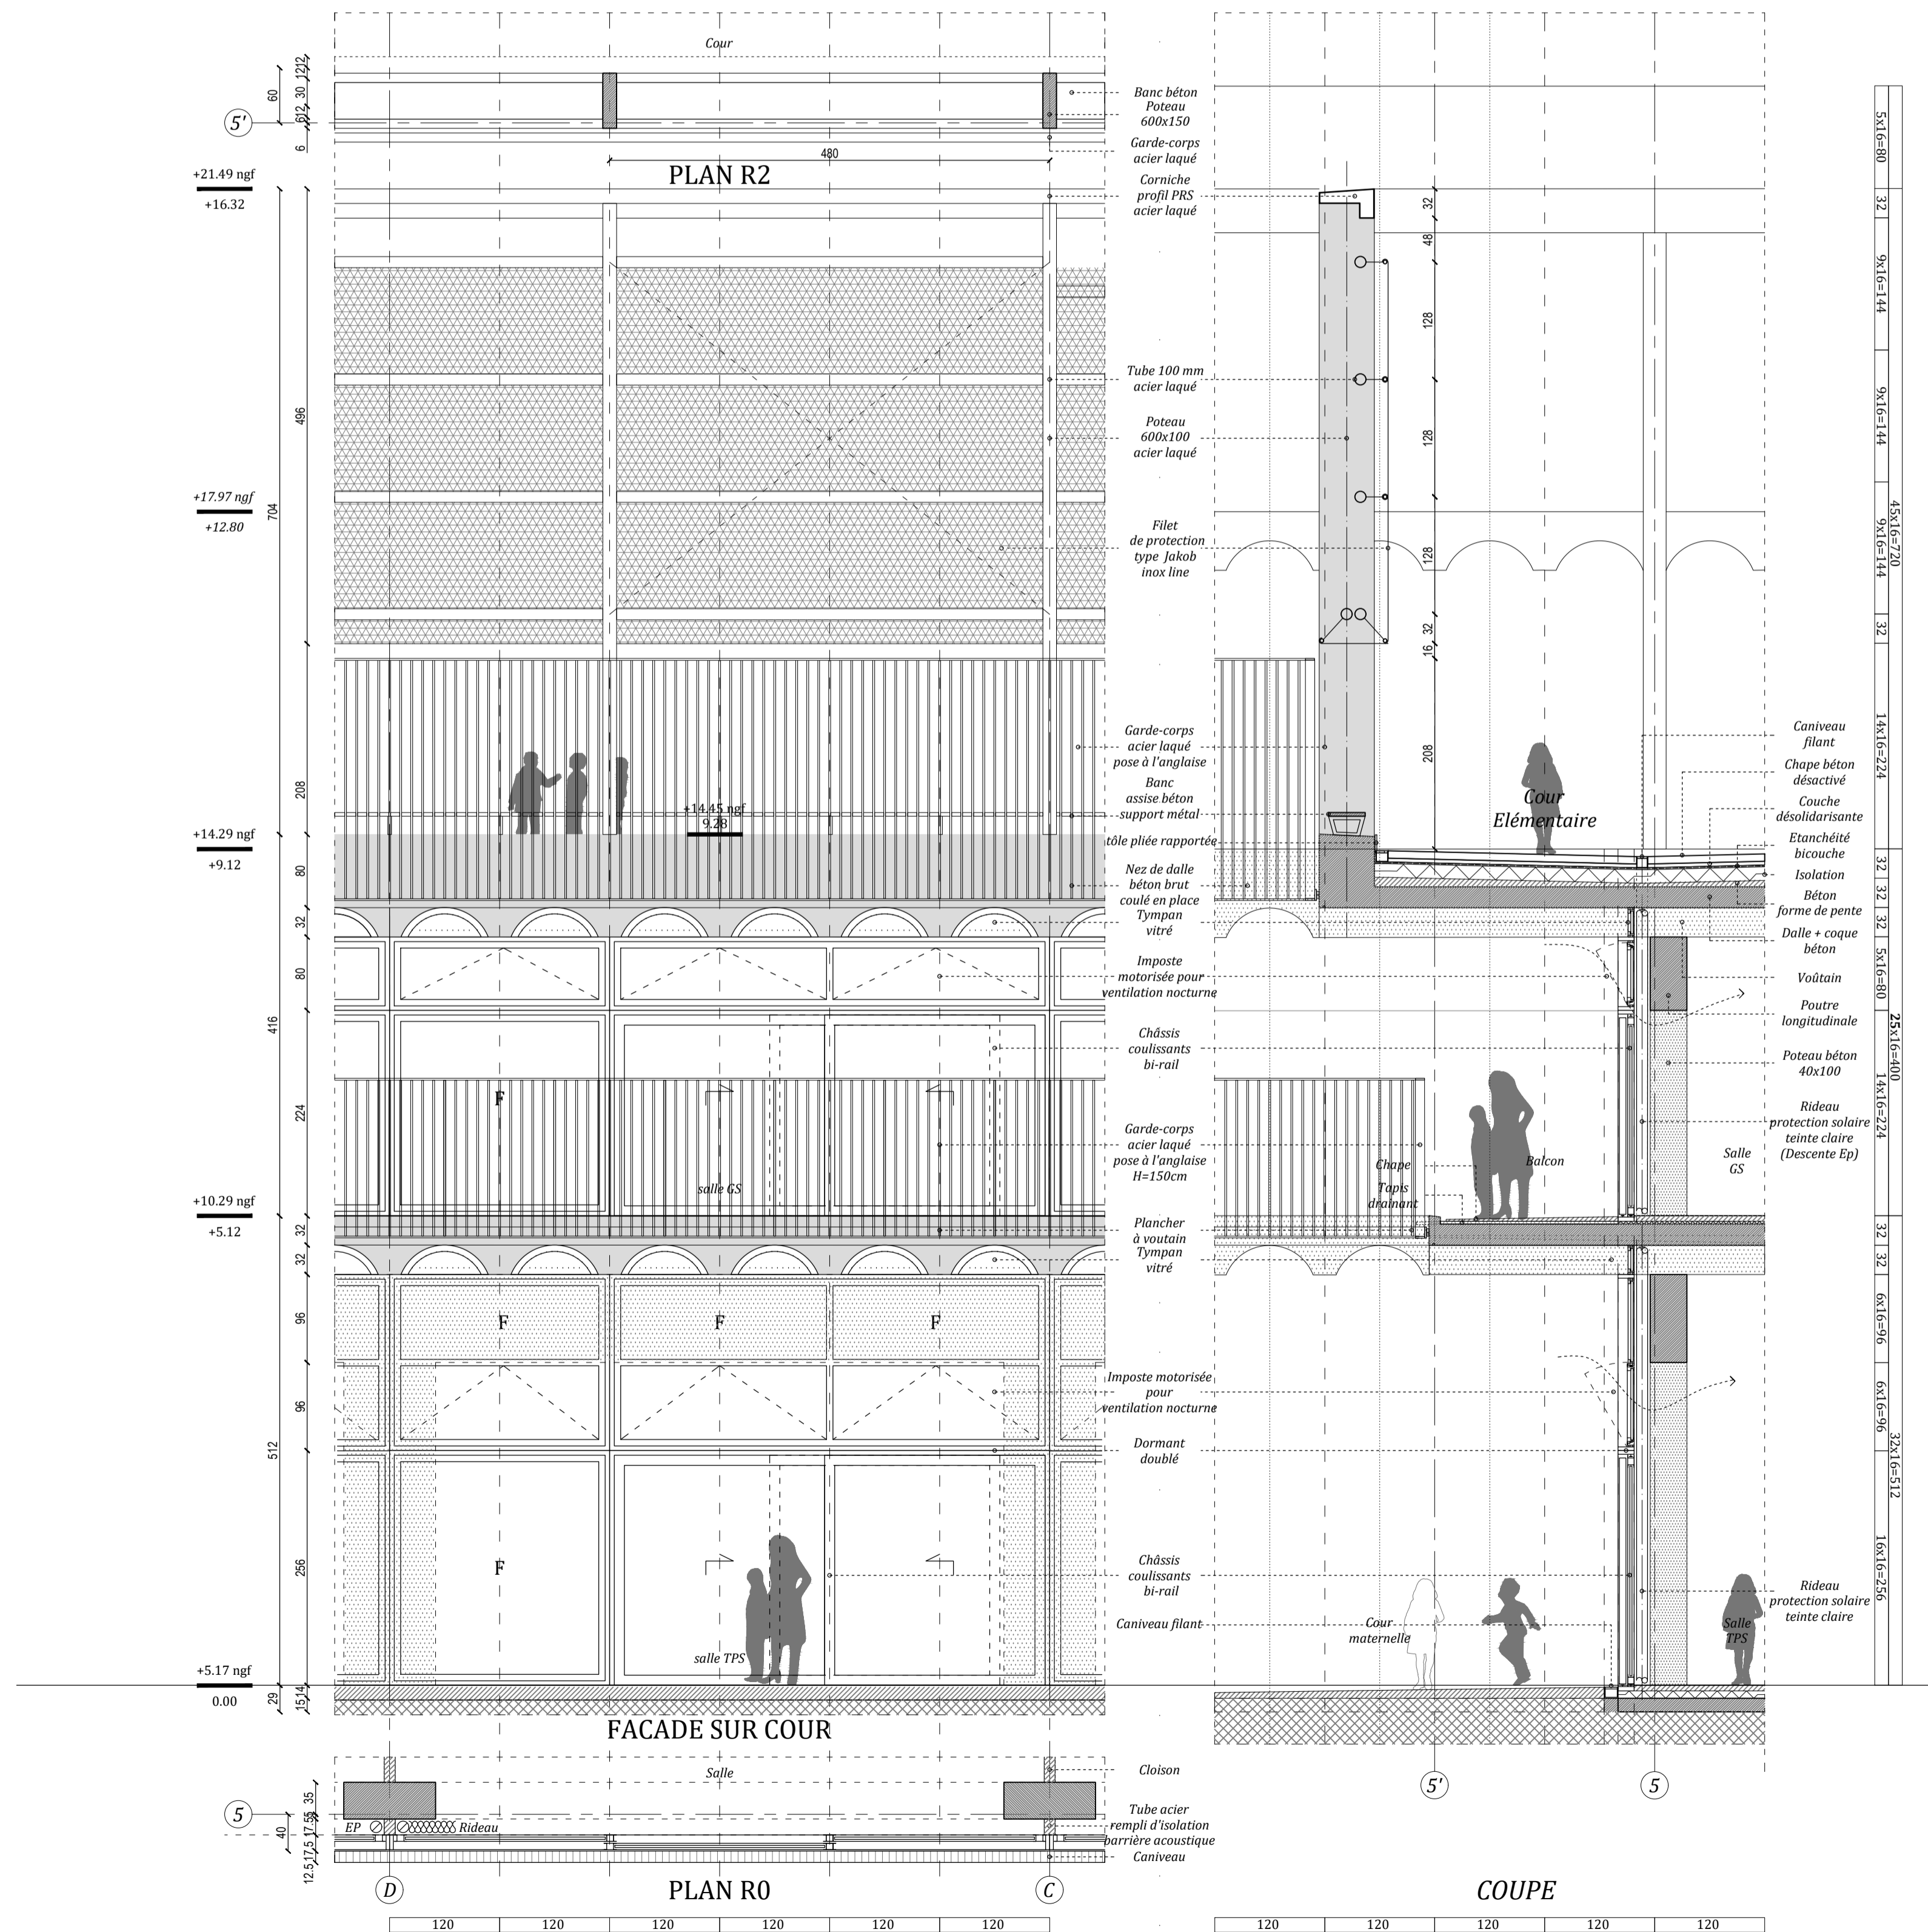 Cour
1212
30
612
6
60
5'
480
PLAN R2
Banc béton
Poteau
600x150
Garde-corps
acier laqué
Corniche
profil PRS
acier laqué
+21.49 ngf
+16.32
496
704
+17.97 ngf
+12.80
Tube 100 mm
acier laqué
Poteau
600x100
acier laqué
Filet
de protection
type Jakob
inox line
32
48
128
128
128
32
16
208
5x16=80
32
9x16=144
9x16=144
9x16=144
45x16=720
32
14x16=224
208
+14.45 ngf
9.28
+14.29 ngf
+9.12
80
32
80
416
224
Garde-corps
acier laqué
pose à l'anglaise
Banc
assise béton
support métal
tôle pliée rapportée
Nez de dalle
béton brut
coulé en place
Tympan
vitré
Imposte
motorisée pour
ventilation nocturne
Châssis
coulissants
bi-rail
Garde-corps
acier laqué
pose à l'anglaise
H=150cm
Plancher
à voutain
Tympan
vitré
Cour
Elémentaire
Caniveau
filant
Chape béton
désactivé
Couche
désolidarisante
Etanchéité
bicouche
Isolation
Béton
forme de pente
Dalle + coque
béton
Voûtain
Poutre
longitudinale
Poteau béton
40x100
Rideau
protection solaire
teinte claire
(Descente Ep)
32
32
32
5x16=80
25x16=400
14x16=224
F
salle GS
Chape
Tapis
drainant
Balcon
Salle
GS
+10.29 ngf
+5.12
32
32
96
96
512
256
32
32
6x16=96
6x16=96
32x16=512
16x16=256
F
F
F
Imposte motorisée
pour
ventilation nocturne
Dormant
doublé
Châssis
coulissants
bi-rail
Caniveau filant
F
salle TPS
Cour
maternelle
Salle
TPS
Rideau
protection solaire
teinte claire
+5.17 ngf
0.00
29
1514
FACADE SUR COUR
Salle
Cloison
Tube acier
rempli d'isolation
barrière acoustique
Caniveau
5
40
35
17.5
17.5
12.5
EP
Rideau
5'
5
D
PLAN R0
C
COUPE
120 120 120 120 120 120
120 120 120 120 120